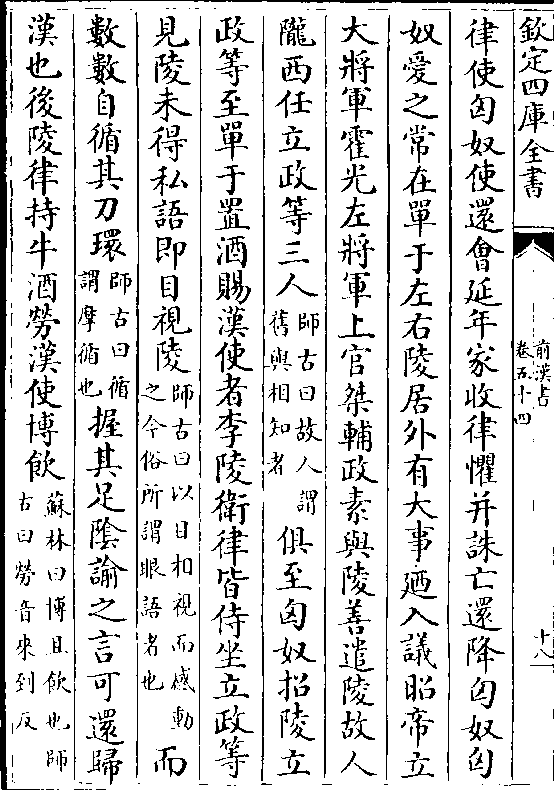 欽定四庫全書
前漢書
卷五十四
十八
律使匈奴使還會延年家收律懼并誅亡還降匈奴匈
奴愛之常在單于左右陵居外有大事廼入議昭帝立
大將軍霍光左將軍上官桀輔政素與陵善遣陵故人
隴西任立政等三人師古曰故人謂舊與相知者俱至匈奴招陵立
政等至單于置酒賜漢使者李陵衛律皆侍坐立政等
見陵未得私語即目視陵師古曰以目相視而感動之今俗所謂眼語者也而
數數自循其刀環師古曰循謂摩循也握其足陰諭之言可還歸
漢也後陵律持牛酒勞漢使博飲蘇林曰博且飲也師古曰勞音來到反